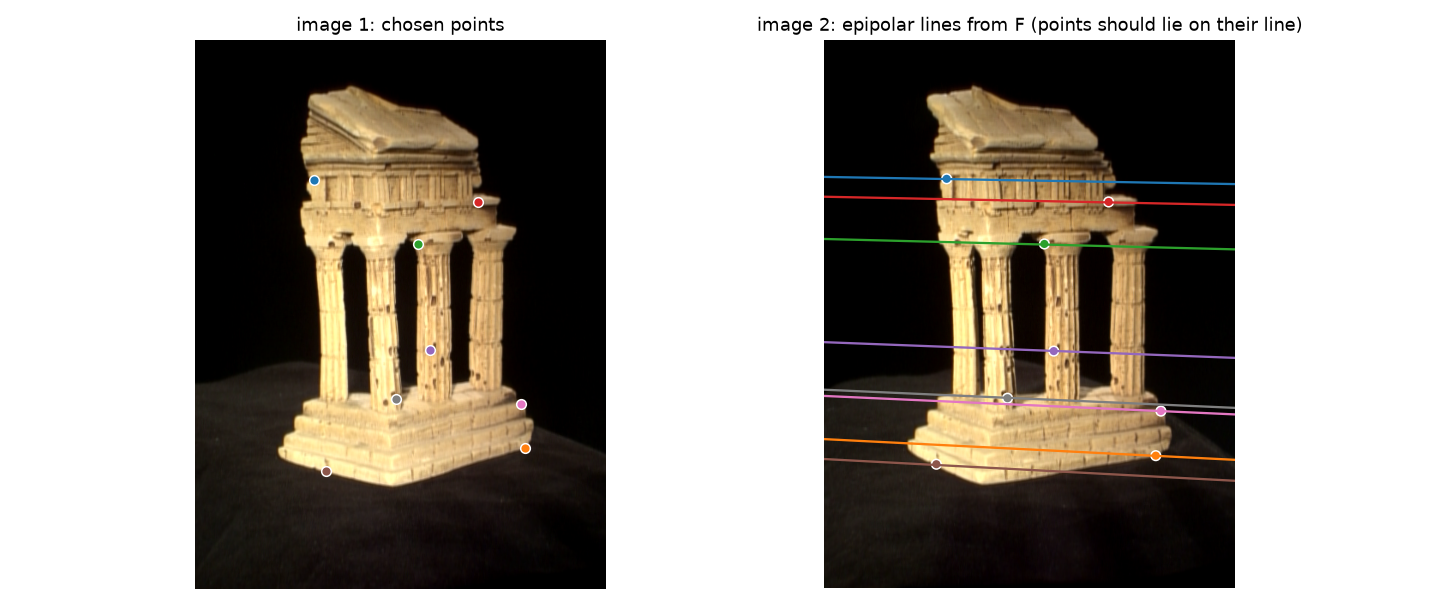 image 1: chosen points
image 2: epipolar lines from F (points should lie on their line)